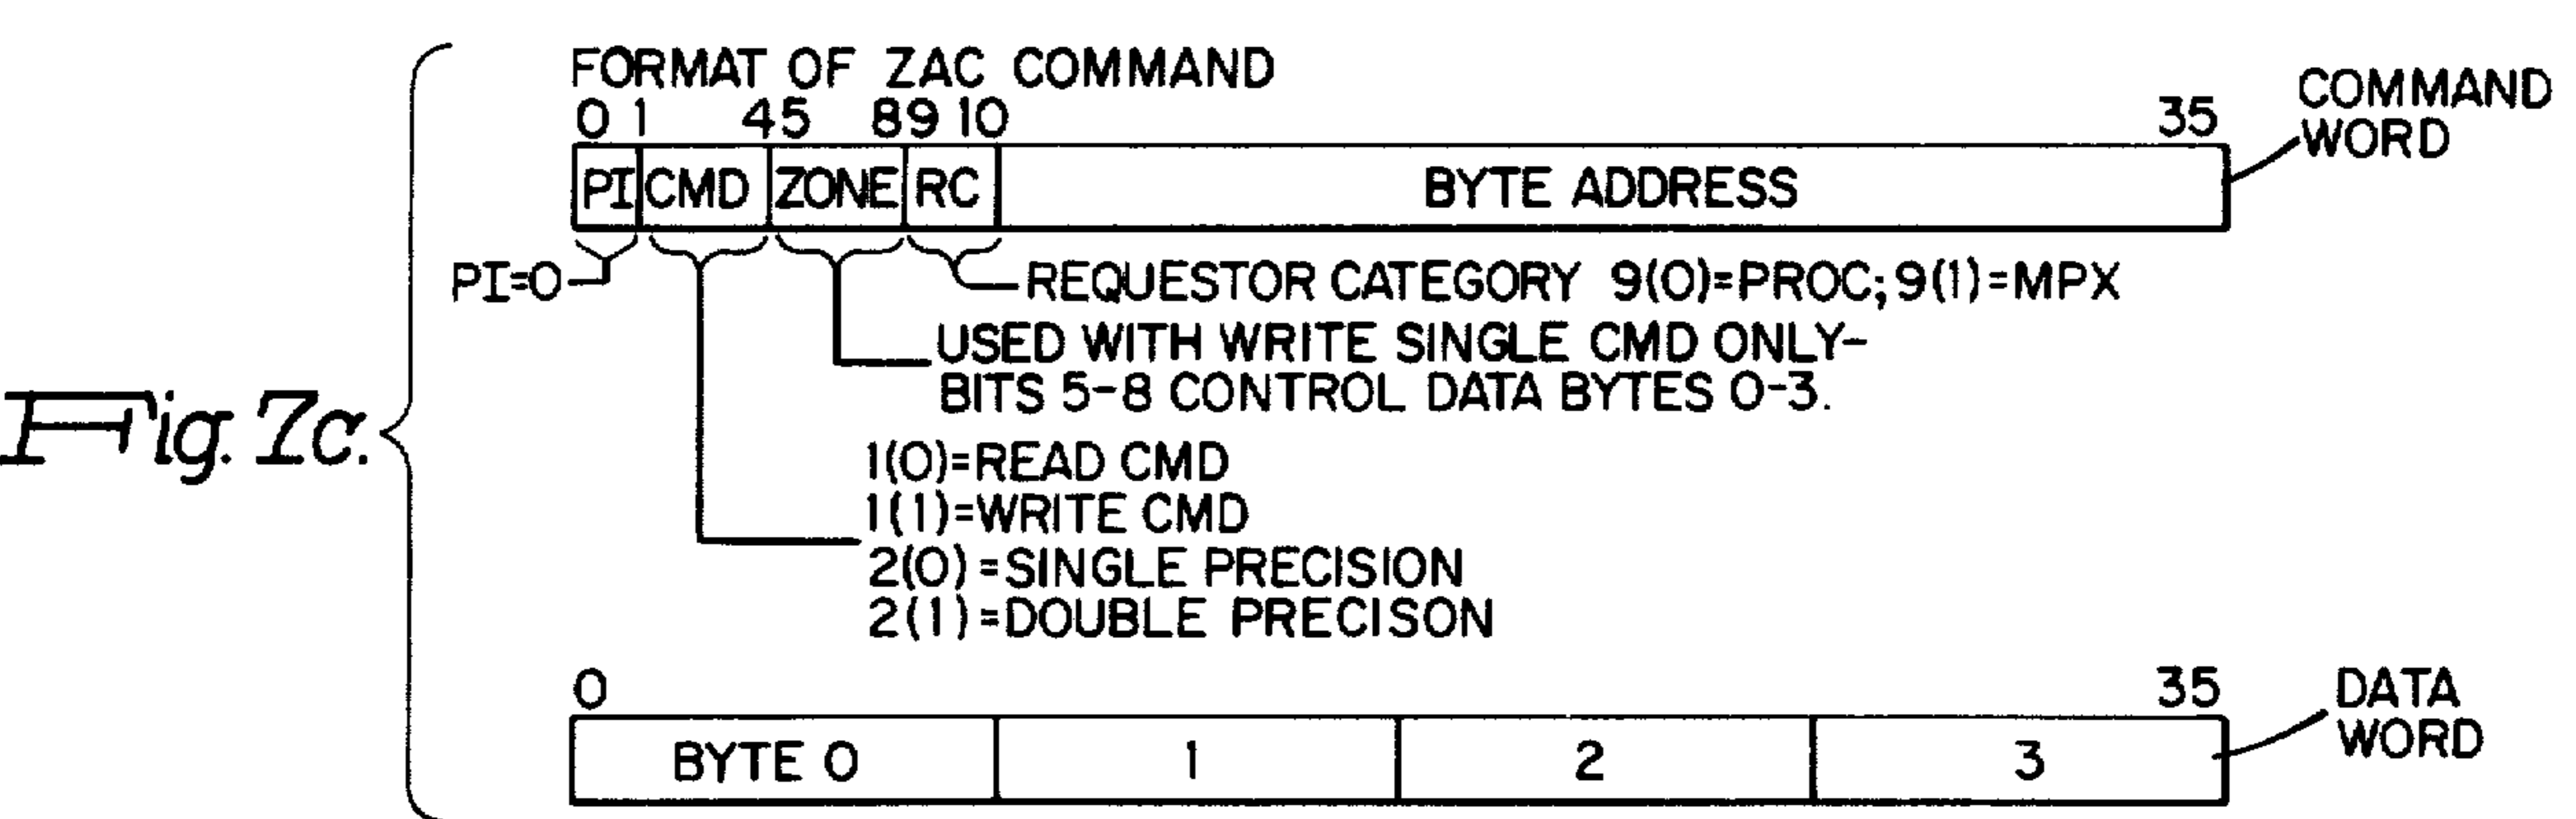 FORMAT OF ZAC COMMAND
0 1 4 5 8 9 10 35
COMMAND
WORD
PI CMD ZONE RC BYTE ADDRESS
PI=0
REQUESTOR CATEGORY 9(0)=PROC; 9(1)=MPX
USED WITH WRITE SINGLE CMD ONLY-
BITS 5-8 CONTROL DATA BYTES 0-3.
Fig. 7c.
1(0)=READ CMD
1(1)=WRITE CMD
2(0)=SINGLE PRECISION
2(1)=DOUBLE PRECISON
0 35
DATA
WORD
BYTE 0 1 2 3